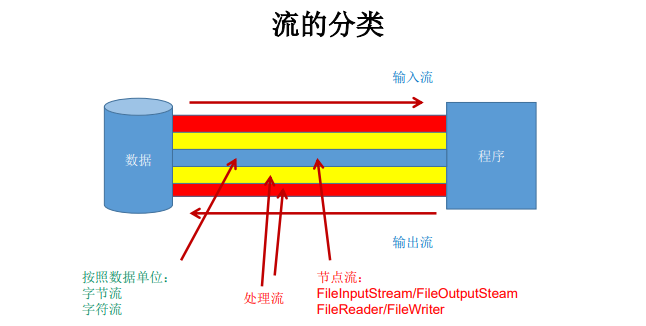 流的分类
输入流
数据
程序
输出流
按照数据单位：
字节流
字符流
处理流
节点流：
FileInputStream/FileOutputSteam
FileReader/FileWriter